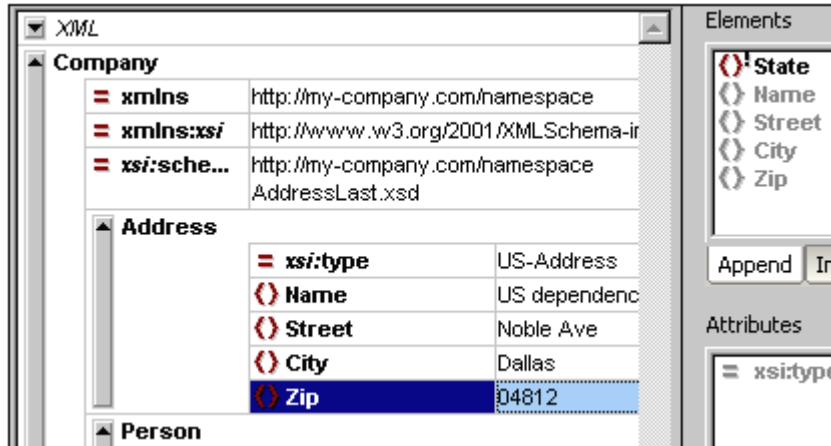 XML
Company
= xmlns http://my-company.com/namespace
= xmlns:xsi http://www.w3.org/2001/XMLSchema-in
= xsi:sche... http://my-company.com/namespace
AddressLast.xsd
Address
= xsi:type US-Address
() Name US dependenc
() Street Noble Ave
() City Dallas
() Zip 04812
Person
Elements
()! State
() Name
() Street
() City
() Zip
Append In
Attributes
= xsi:type